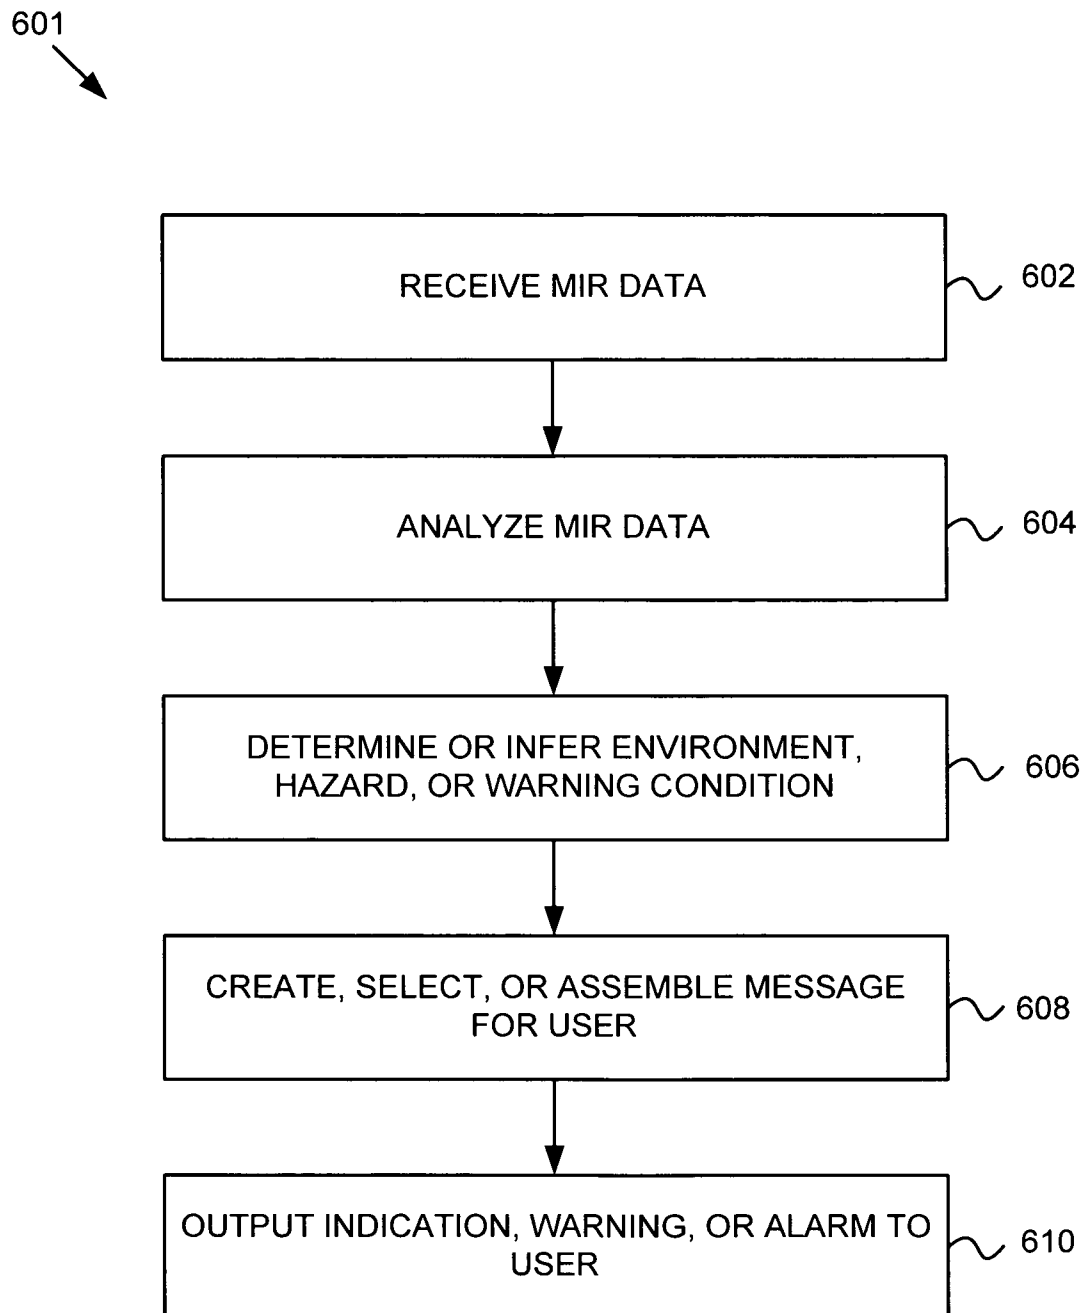 601
RECEIVE MIR DATA
602
ANALYZE MIR DATA
604
DETERMINE OR INFER ENVIRONMENT,
HAZARD, OR WARNING CONDITION
606
CREATE, SELECT, OR ASSEMBLE MESSAGE
FOR USER
608
OUTPUT INDICATION, WARNING, OR ALARM TO
USER
610